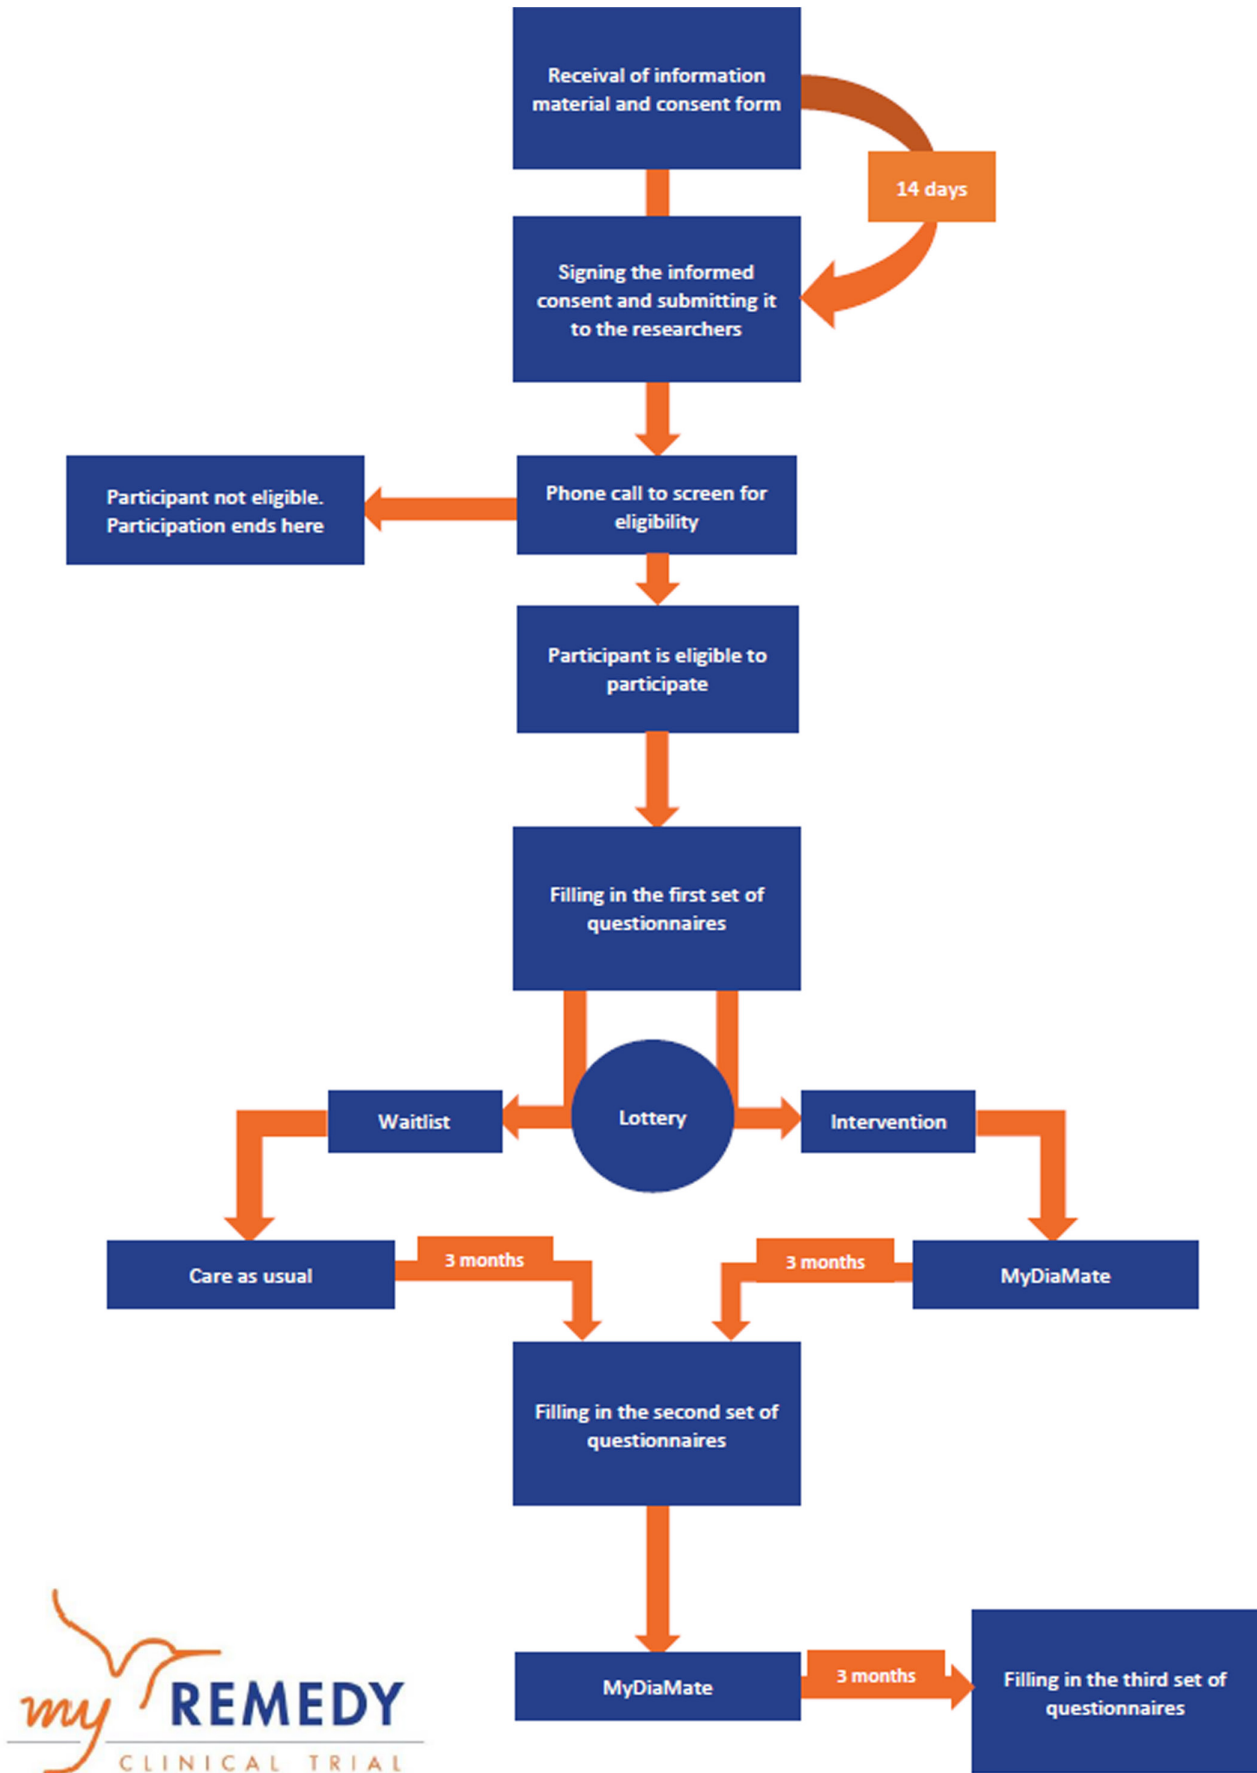 Receival of information
material and consent form
14 days
Signing the informed
consent and submitting it
to the researchers
Participant not eligible.
Participation ends here
Phone call to screen for
eligibility
Participant is eligible to
participate
Filling in the first set of
questionnaires
Waitlist
Lottery
Intervention
Care as usual
3 months
3 months
MyDiaMate
Filling in the second set of
questionnaires
MyDiaMate
3 months
Filling in the third set of
questionnaires
my REMEDY
CLINICAL TRIAL